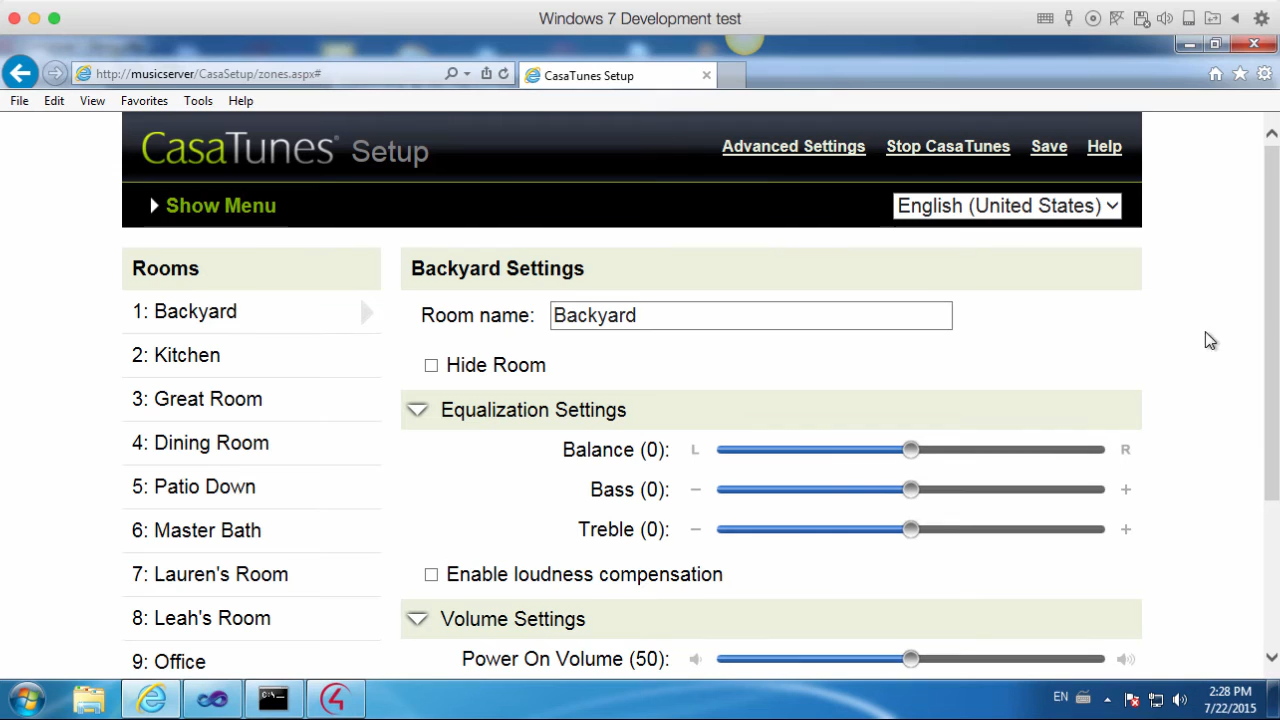 Windows 7 Development test
http://musicserver/CasaSetup/zones.aspx#
CasaTunes Setup
File Edit View Favorites Tools Help
CasaTunes® Setup
Advanced Settings Stop CasaTunes Save Help
Show Menu
English (United States)
Rooms
1: Backyard
2: Kitchen
3: Great Room
4: Dining Room
5: Patio Down
6: Master Bath
7: Lauren's Room
8: Leah's Room
9: Office
Backyard Settings
Room name: Backyard
Hide Room
Equalization Settings
Balance (0): L R
Bass (0): − +
Treble (0): − +
Enable loudness compensation
Volume Settings
Power On Volume (50):
EN
2:28 PM
7/22/2015